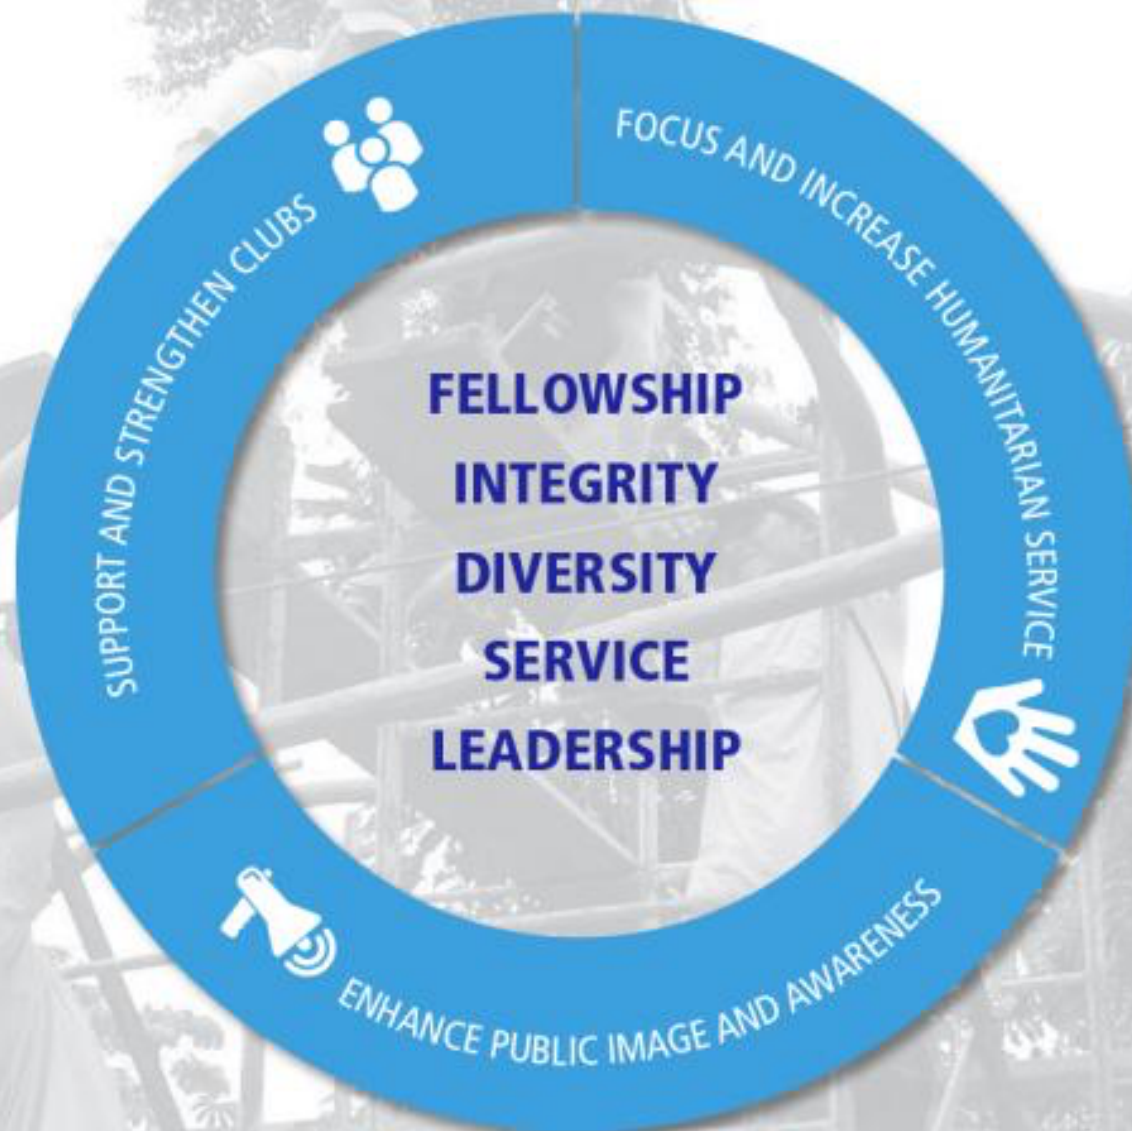 SUPPORT AND STRENGTHEN CLUBS
FOCUS AND INCREASE HUMANITARIAN SERVICE
FELLOWSHIP
INTEGRITY
DIVERSITY
SERVICE
LEADERSHIP
ENHANCE PUBLIC IMAGE AND AWARENESS